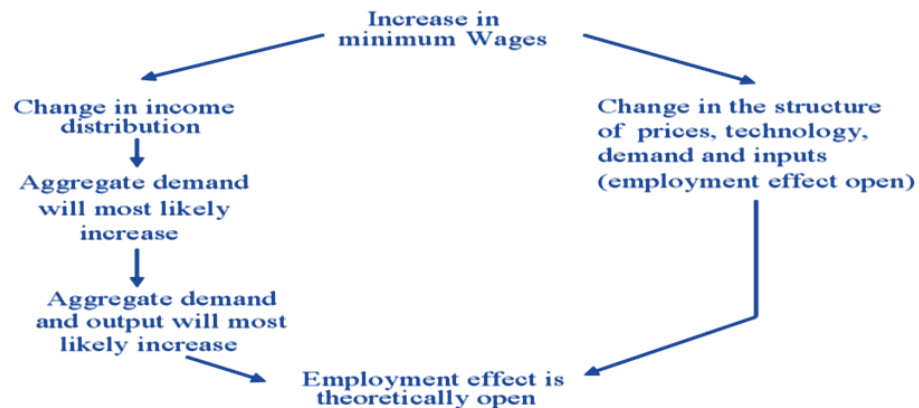 Increase in
minimum Wages
Change in income
distribution
Aggregate demand
will most likely
increase
Aggregate demand
and output will most
likely increase
Change in the structure
of prices, technology,
demand and inputs
(employment effect open)
Employment effect is
theoretically open